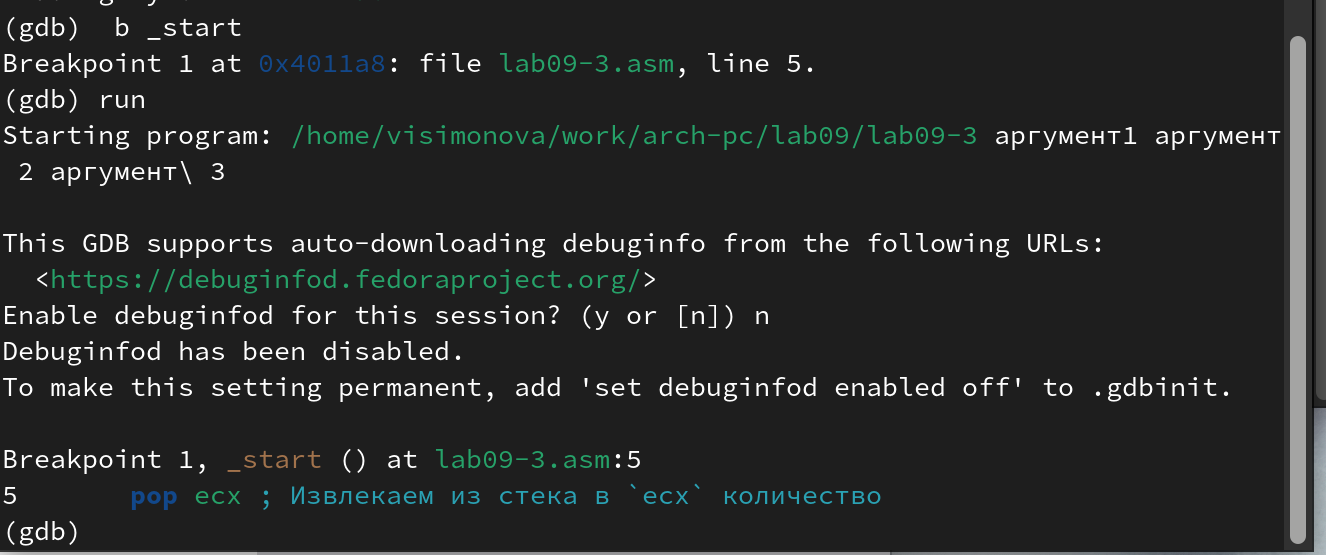 (gdb)  b _start
Breakpoint 1 at 0x4011a8: file lab09-3.asm, line 5.
(gdb) run
Starting program: /home/visimonova/work/arch-pc/lab09/lab09-3 аргумент1 аргумент
 2 аргумент\ 3

This GDB supports auto-downloading debuginfo from the following URLs:
  <https://debuginfod.fedoraproject.org/>
Enable debuginfod for this session? (y or [n]) n
Debuginfod has been disabled.
To make this setting permanent, add 'set debuginfod enabled off' to .gdbinit.

Breakpoint 1, _start () at lab09-3.asm:5
5       pop ecx ; Извлекаем из стека в `ecx` количество
(gdb)